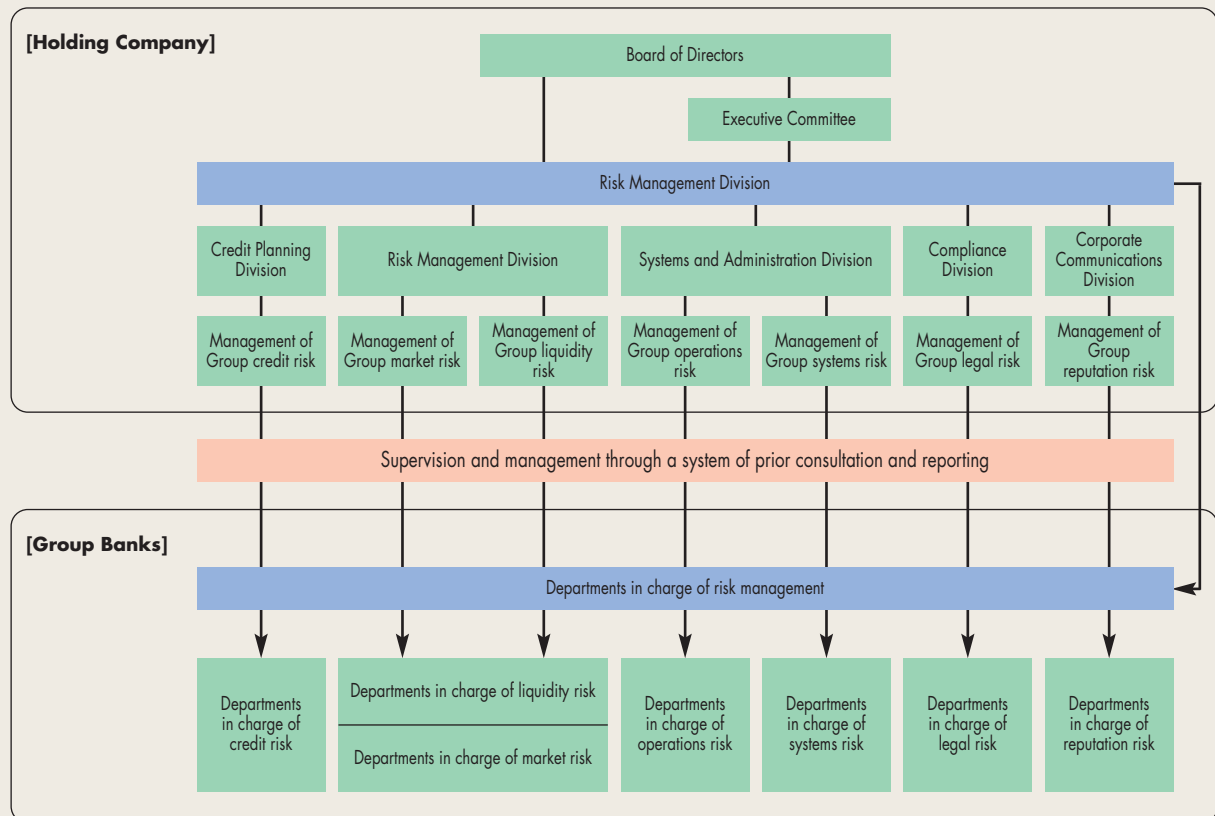 [Holding Company]
Board of Directors
Executive Committee
Risk Management Division
Credit Planning
Division
Risk Management Division
Systems and Administration Division
Compliance
Division
Corporate
Communications
Division
Management of
Group credit risk
Management of
Group market risk
Management of
Group liquidity
risk
Management of
Group operations
risk
Management of
Group systems risk
Management of
Group legal risk
Management of
Group
reputation risk
Supervision and management through a system of prior consultation and reporting
[Group Banks]
Departments in charge of risk management
Departments
in charge of
credit risk
Departments in charge of liquidity risk
Departments in charge of market risk
Departments
in charge of
operations risk
Departments
in charge of
systems risk
Departments
in charge of
legal risk
Departments
in charge of
reputation risk